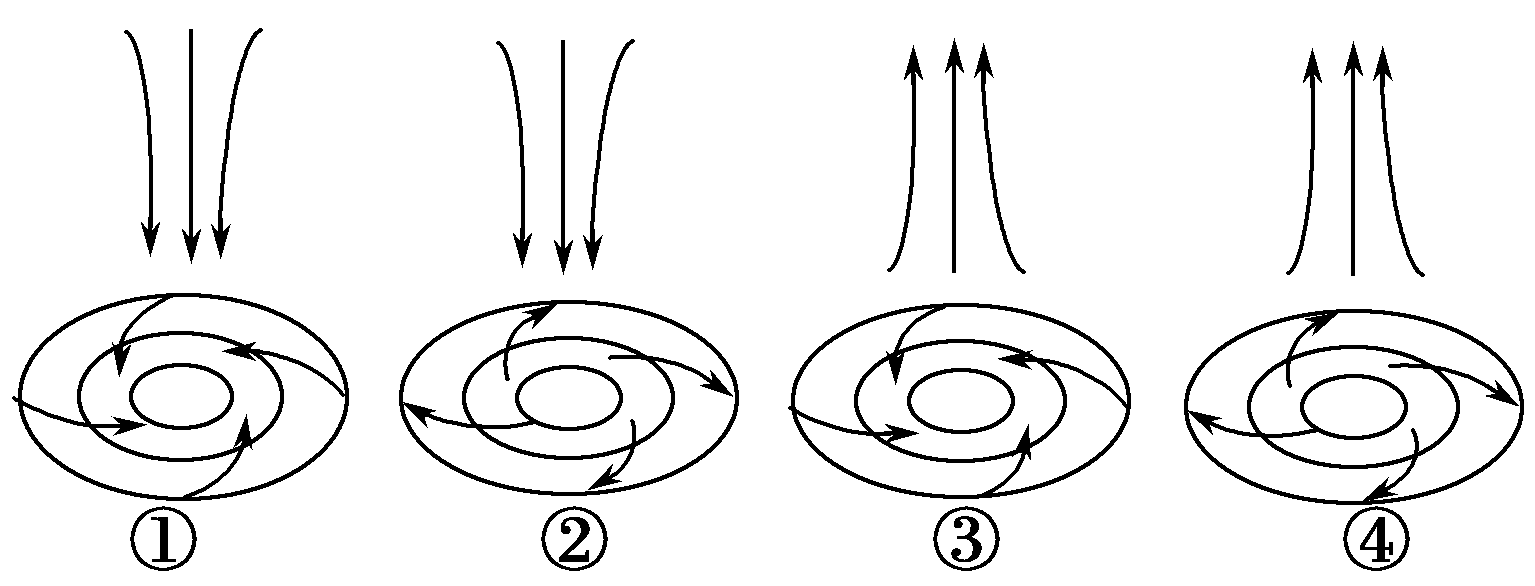 ① ② ③ ④